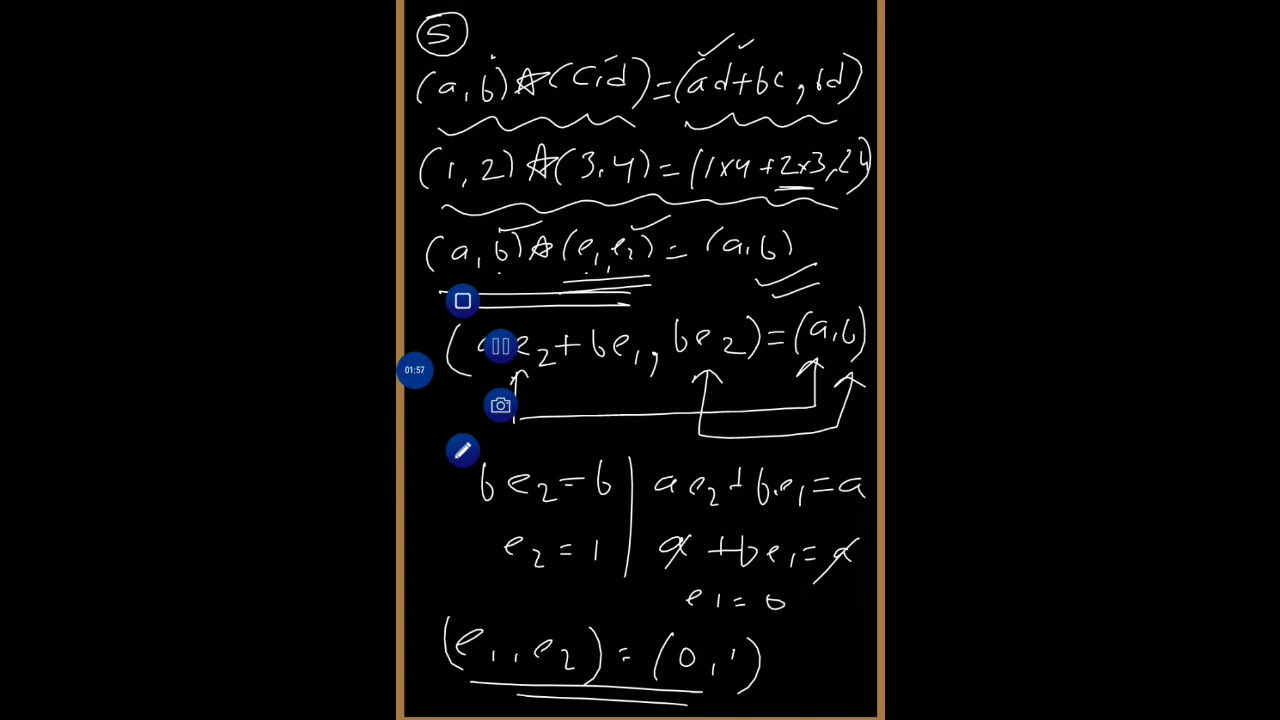 5
(a, b) ☆ (c, d) = (ad + bc, bd)
(1, 2) ☆ (3, 4) = (1×4 + 2×3, 24)
(a, b) ☆ (e₁, e₂) = (a, b)
(ae₂ + be₁, be₂) = (a, b)
01:57
be₂ = b | ae₂ + b.e₁ = a
e₂ = 1 | a + be₁ = a
e₁ = 0
(e₁, e₂) = (0, 1)